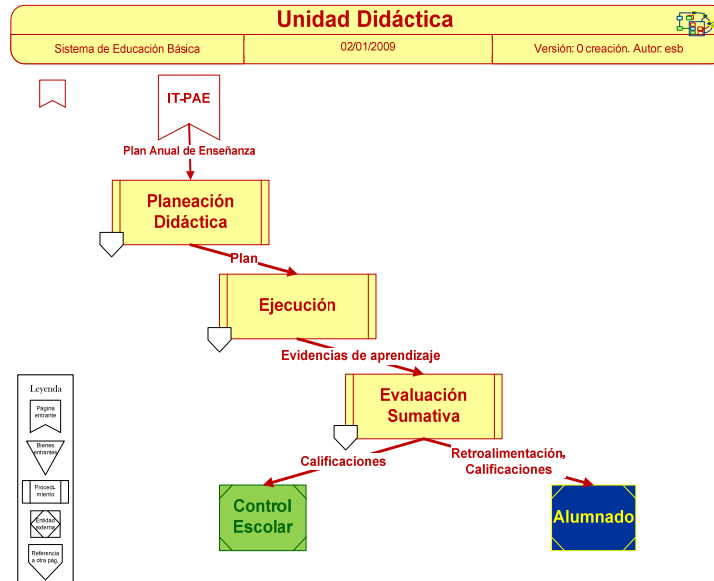 Unidad Didáctica
Sistema de Educación Básica
02/01/2009
Versión: 0 creación. Autor: esb
IT-PAE
Plan Anual de Enseñanza
Planeación
Didáctica
Plan
Ejecución
Evidencias de aprendizaje
Evaluación
Sumativa
Calificaciones
Retroalimentación,
Calificaciones
Control
Escolar
Alumnado
Leyenda
Página
entrante
Bienes
entrantes
Procedi-
miento
Entidad
externa
Referencia
a otra pág.